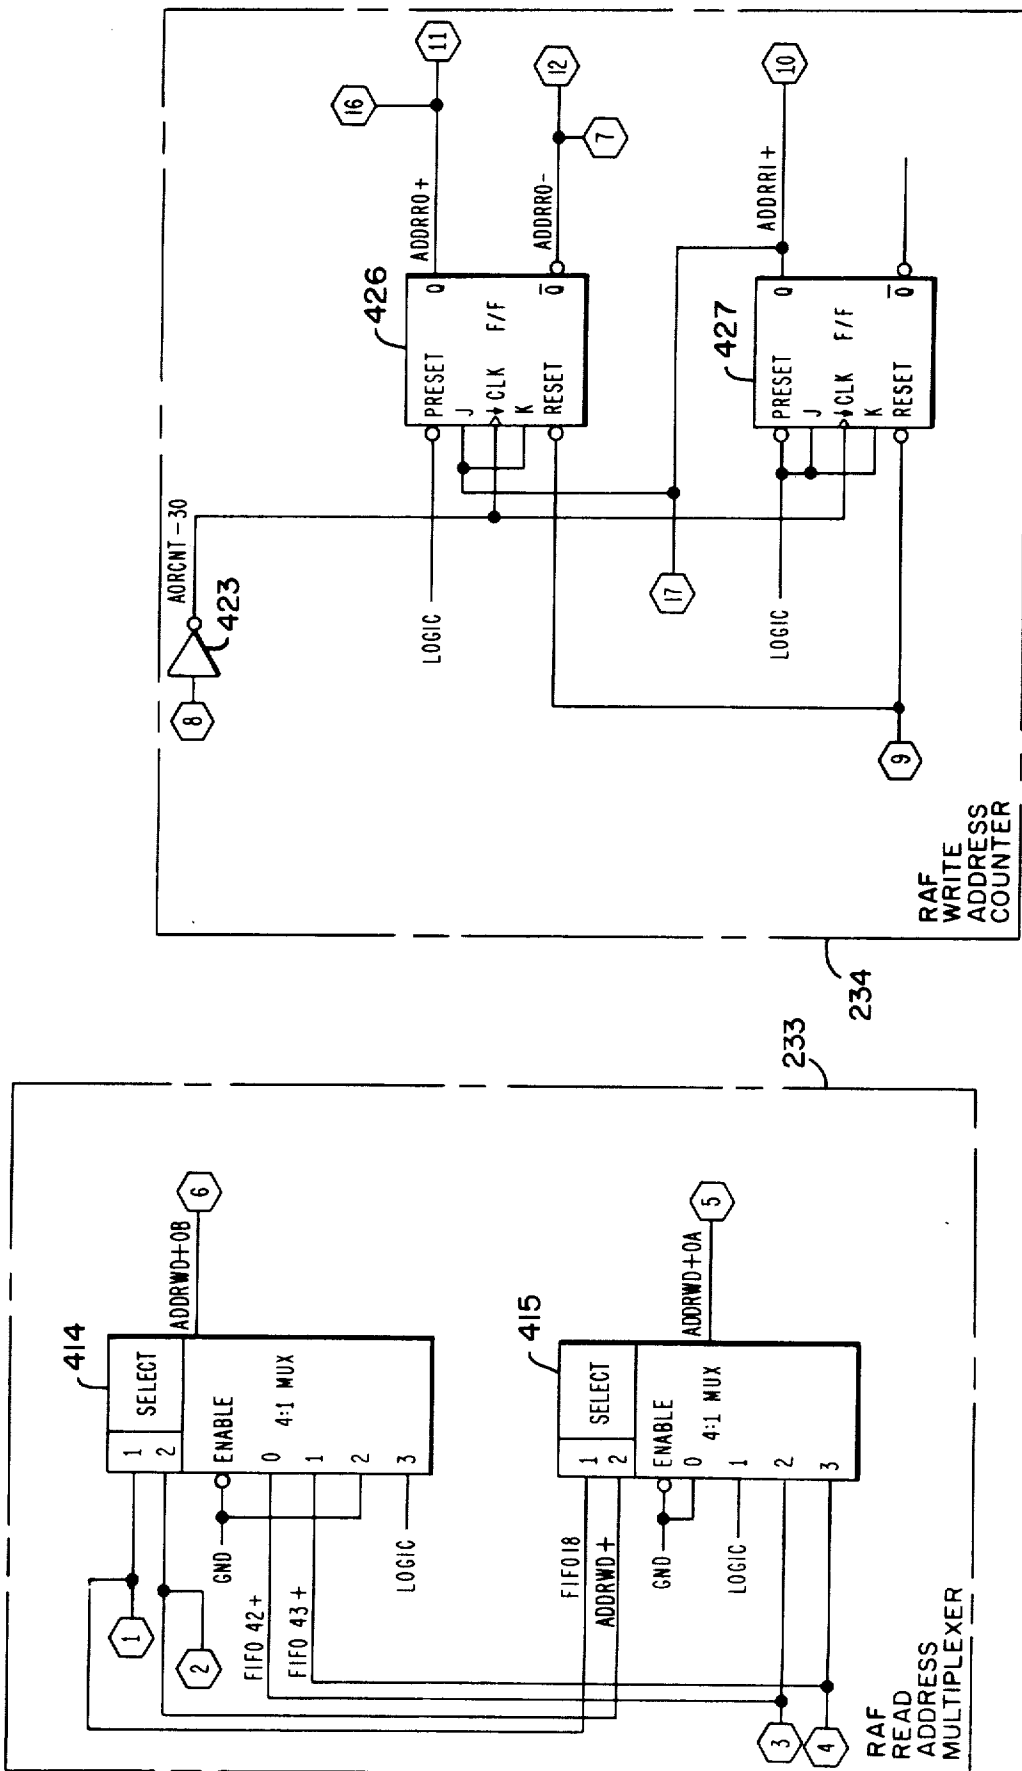 RAF
READ
ADDRESS
MULTIPLEXER
233
414
SELECT
1
2
ENABLE
4:1 MUX
0
1
2
3
GND
FIFO 42+
FIFO 43+
LOGIC
ADDRWD+0B
6
1
2
415
SELECT
1
2
ENABLE
4:1 MUX
0
1
2
3
FIFO18
ADDRWD+
GND
LOGIC
ADDRWD+0A
5
3
4
RAF
WRITE
ADDRESS
COUNTER
234
8
423
AORCNT-30
426
PRESET
J
CLK F/F
K
RESET
Q
Q
LOGIC
ADDRR0+
ADDRR0-
16
11
12
7
17
427
PRESET
J
CLK F/F
K
RESET
Q
Q
LOGIC
ADDRR1+
10
9